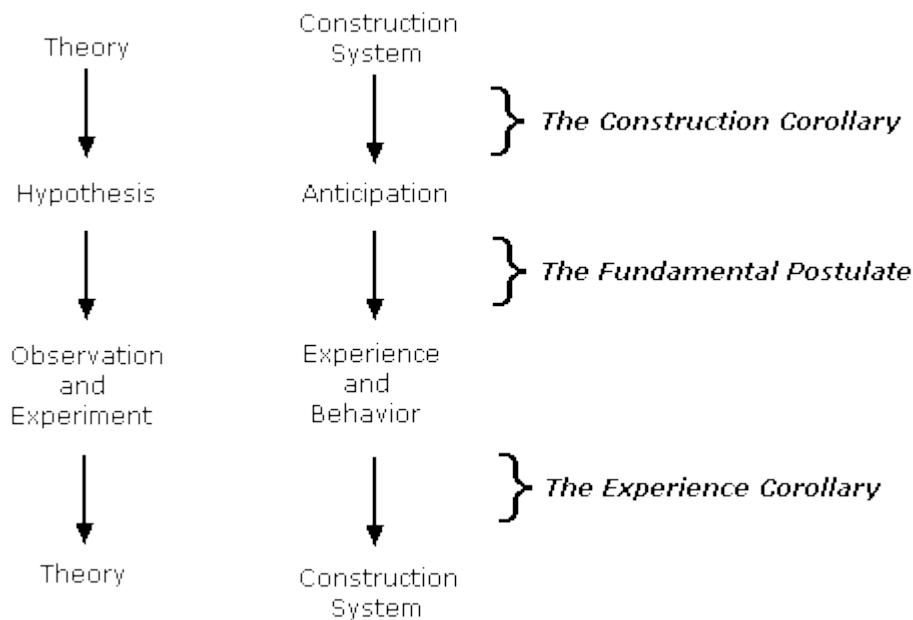 Theory
Construction
System
The Construction Corollary
Hypothesis
Anticipation
The Fundamental Postulate
Observation
and
Experiment
Experience
and
Behavior
The Experience Corollary
Theory
Construction
System